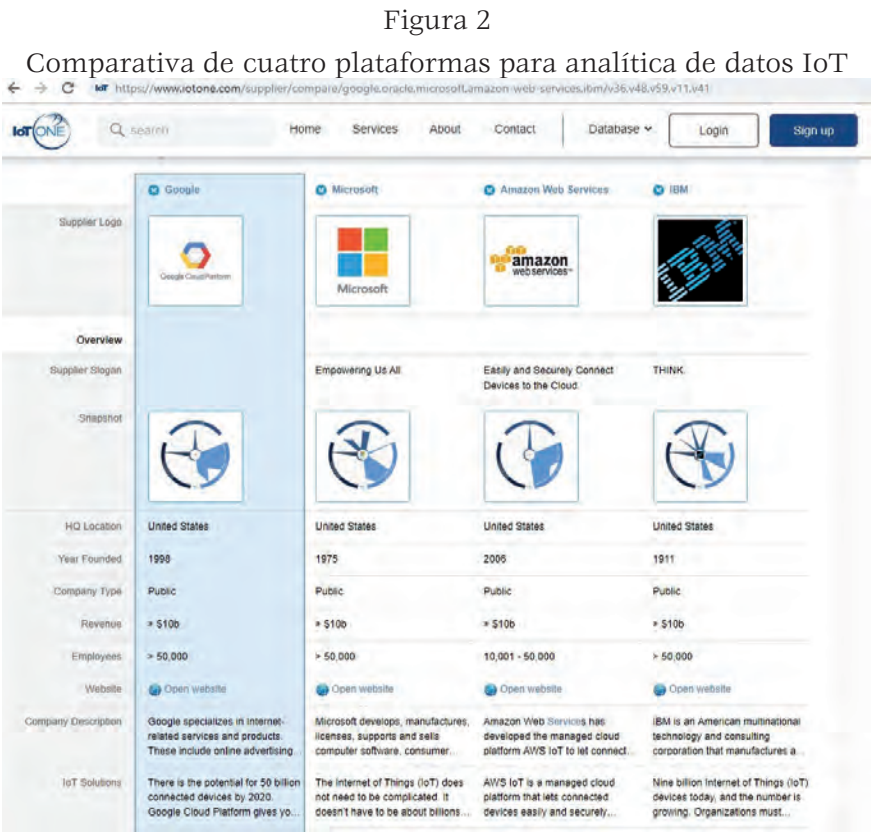 Figura 2
Comparativa de cuatro plataformas para analítica de datos IoT
https://www.iotone.com/supplier/compare/google.oracle.microsoft.amazon-web-services.ibm/v36.v48.v59.v11.v41
IoT ONE search Home Services About Contact Database Login Sign up
Google Microsoft Amazon Web Services IBM
Supplier Logo
Google Cloud Platform Microsoft amazon web services IBM
Overview
Supplier Slogan Empowering Us All Easily and Securely Connect THINK.
Devices to the Cloud.
Snapshot
HQ Location United States United States United States United States
Year Founded 1998 1975 2006 1911
Company Type Public Public Public Public
Revenue > $10b > $10b > $10b > $10b
Employees > 50,000 > 50,000 10,001 - 50,000 > 50,000
Website Open website Open website Open website Open website
Company Description Google specializes in Internet- Microsoft develops, manufactures, Amazon Web Services has IBM is an American multinational
related services and products. licenses, supports and sells developed the managed cloud technology and consulting
These include online advertising... computer software, consumer... platform AWS IoT to let connect... corporation that manufactures a...
IoT Solutions There is the potential for 50 billion The Internet of Things (IoT) does AWS IoT is a managed cloud Nine billion Internet of Things (IoT)
connected devices by 2020. not need to be complicated. It platform that lets connected devices today, and the number is
Google Cloud Platform gives yo... doesn't have to be about billions... devices easily and securely,... growing. Organizations must...